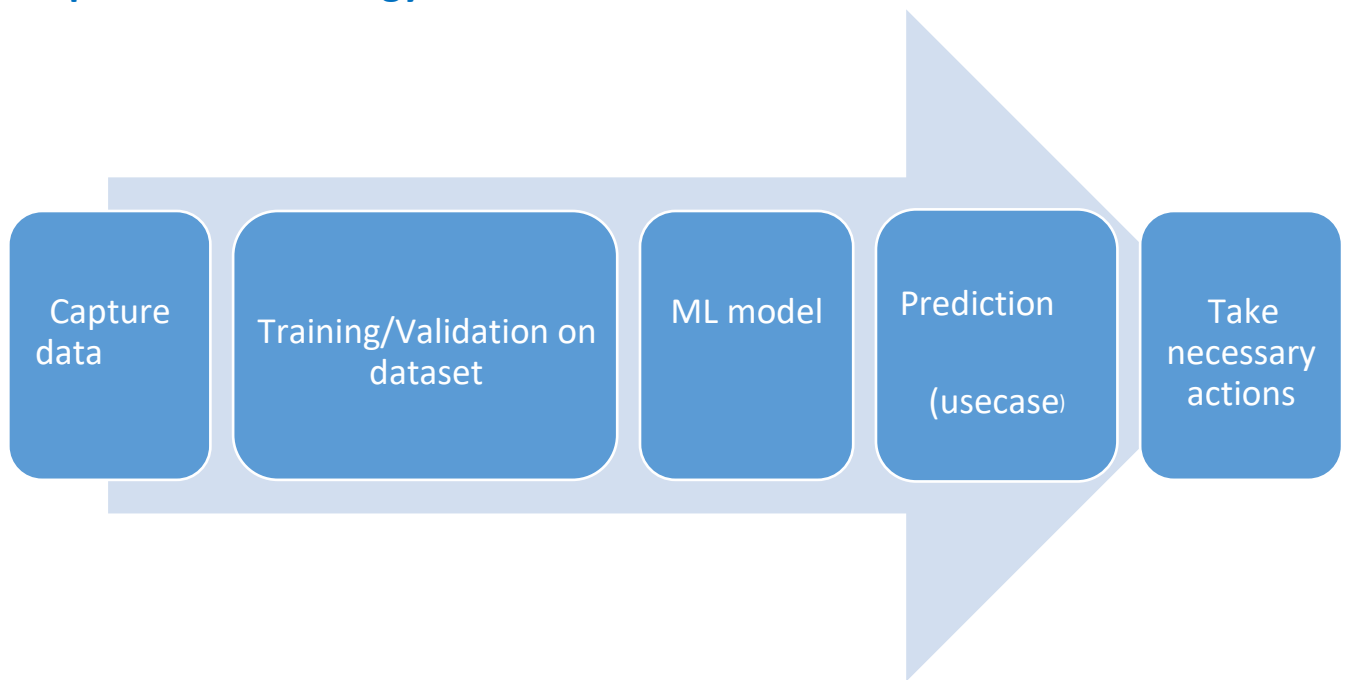 Capture
data
Training/Validation on
dataset
ML model
Prediction
(usecase)
Take
necessary
actions